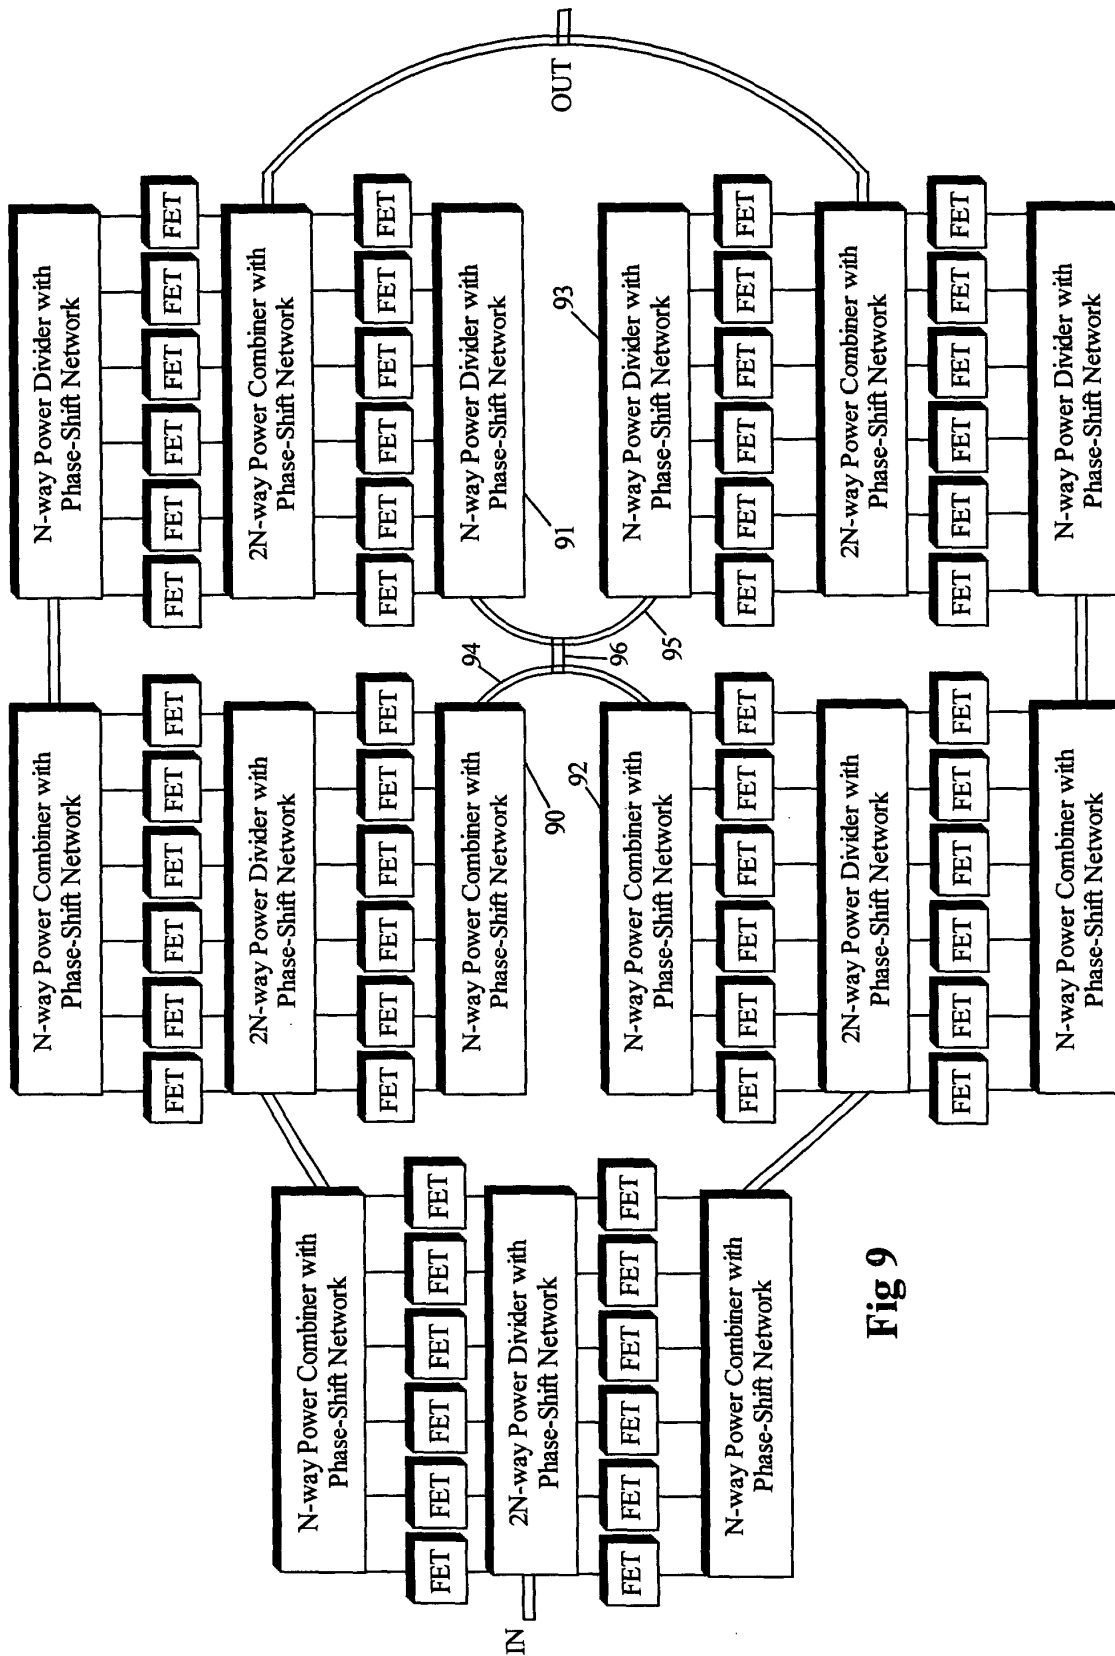 N-way Power Combiner with
Phase-Shift Network
FET FET FET FET FET FET
IN
2N-way Power Divider with
Phase-Shift Network
FET FET FET FET FET FET
N-way Power Combiner with
Phase-Shift Network
N-way Power Combiner with
Phase-Shift Network
FET FET FET FET FET FET
2N-way Power Divider with
Phase-Shift Network
FET FET FET FET FET FET
N-way Power Combiner with
Phase-Shift Network
90
94
96
95
92
N-way Power Combiner with
Phase-Shift Network
FET FET FET FET FET FET
2N-way Power Divider with
Phase-Shift Network
FET FET FET FET FET FET
N-way Power Combiner with
Phase-Shift Network
N-way Power Divider with
Phase-Shift Network
FET FET FET FET FET FET
2N-way Power Combiner with
Phase-Shift Network
FET FET FET FET FET FET
N-way Power Divider with
Phase-Shift Network
91
OUT
93
N-way Power Divider with
Phase-Shift Network
FET FET FET FET FET FET
2N-way Power Combiner with
Phase-Shift Network
FET FET FET FET FET FET
N-way Power Divider with
Phase-Shift Network
Fig 9